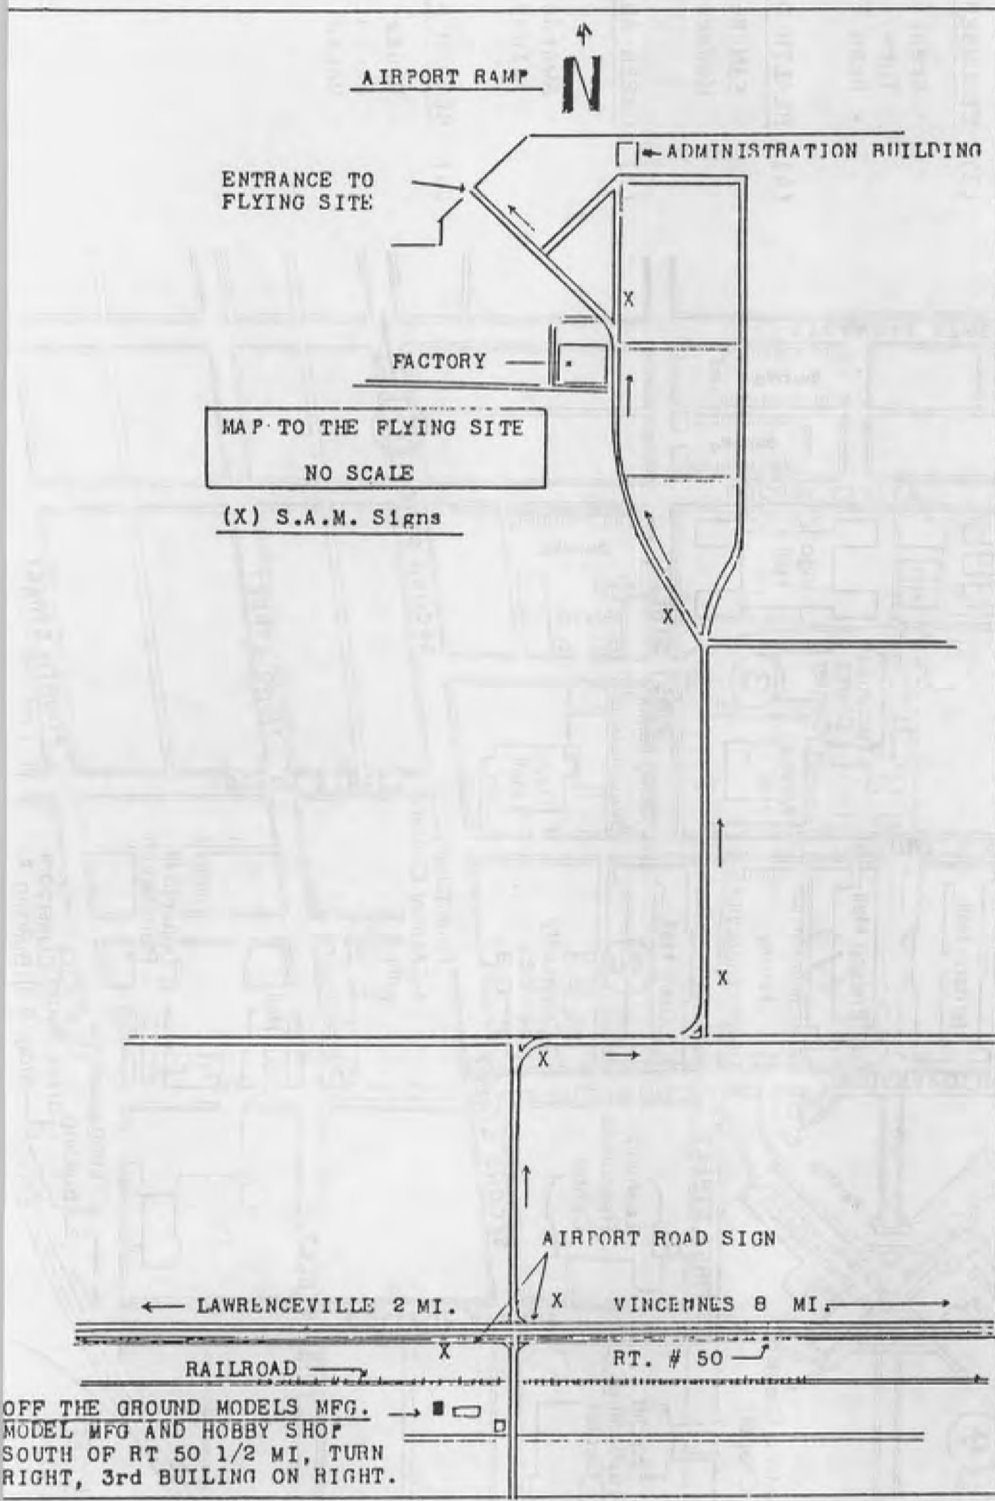 N
AIRPORT RAMP
ADMINISTRATION BUILDING
ENTRANCE TO
FLYING SITE
X
FACTORY
MAP TO THE FLYING SITE
NO SCALE
(X) S.A.M. Signs
X
X
X
AIRPORT ROAD SIGN
LAWRENCEVILLE 2 MI.
X
VINCENNES 8 MI.
X
RT. # 50
RAILROAD
OFF THE GROUND MODELS MFG.
MODEL MFG AND HOBBY SHOP
SOUTH OF RT 50 1/2 MI, TURN
RIGHT, 3rd BUILING ON RIGHT.